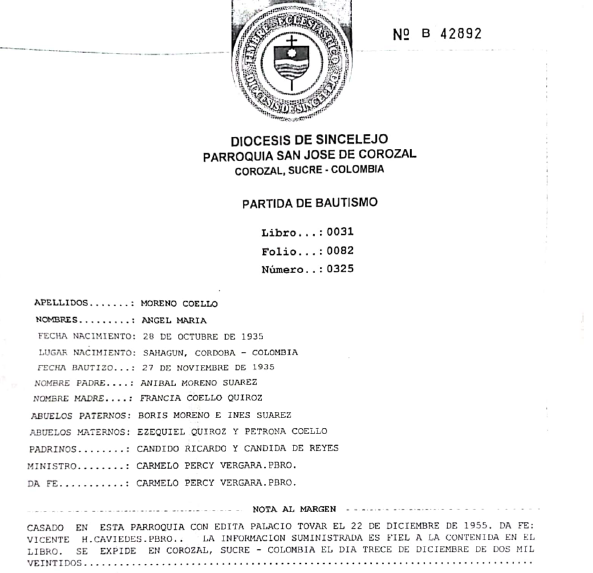 Nº B 42892
TIMBRE ECLESIASTICO
DIOCESIS DE SINCELEJO
DIOCESIS DE SINCELEJO
PARROQUIA SAN JOSE DE COROZAL
COROZAL, SUCRE - COLOMBIA
PARTIDA DE BAUTISMO
Libro...: 0031
Folio...: 0082
Número..: 0325
APELLIDOS.......: MORENO COELLO
NOMBRES.........: ANGEL MARIA
FECHA NACIMIENTO: 28 DE OCTUBRE DE 1935
LUGAR NACIMIENTO: SAHAGUN, CORDOBA - COLOMBIA
FECHA BAUTIZO...: 27 DE NOVIEMBRE DE 1935
NOMBRE PADRE....: ANIBAL MORENO SUAREZ
NOMBRE MADRE....: FRANCIA COELLO QUIROZ
ABUELOS PATERNOS: BORIS MORENO E INES SUAREZ
ABUELOS MATERNOS: EZEQUIEL QUIROZ Y PETRONA COELLO
PADRINOS........: CANDIDO RICARDO Y CANDIDA DE REYES
MINISTRO........: CARMELO PERCY VERGARA.PBRO.
DA FE...........: CARMELO PERCY VERGARA.PBRO.
NOTA AL MARGEN
CASADO EN ESTA PARROQUIA CON EDITA PALACIO TOVAR EL 22 DE DICIEMBRE DE 1955. DA FE:
VICENTE H.CAVIEDES.PBRO.. LA INFORMACION SUMINISTRADA ES FIEL A LA CONTENIDA EN EL
LIBRO. SE EXPIDE EN COROZAL, SUCRE - COLOMBIA EL DIA TRECE DE DICIEMBRE DE DOS MIL
VEINTIDOS.......................................................................